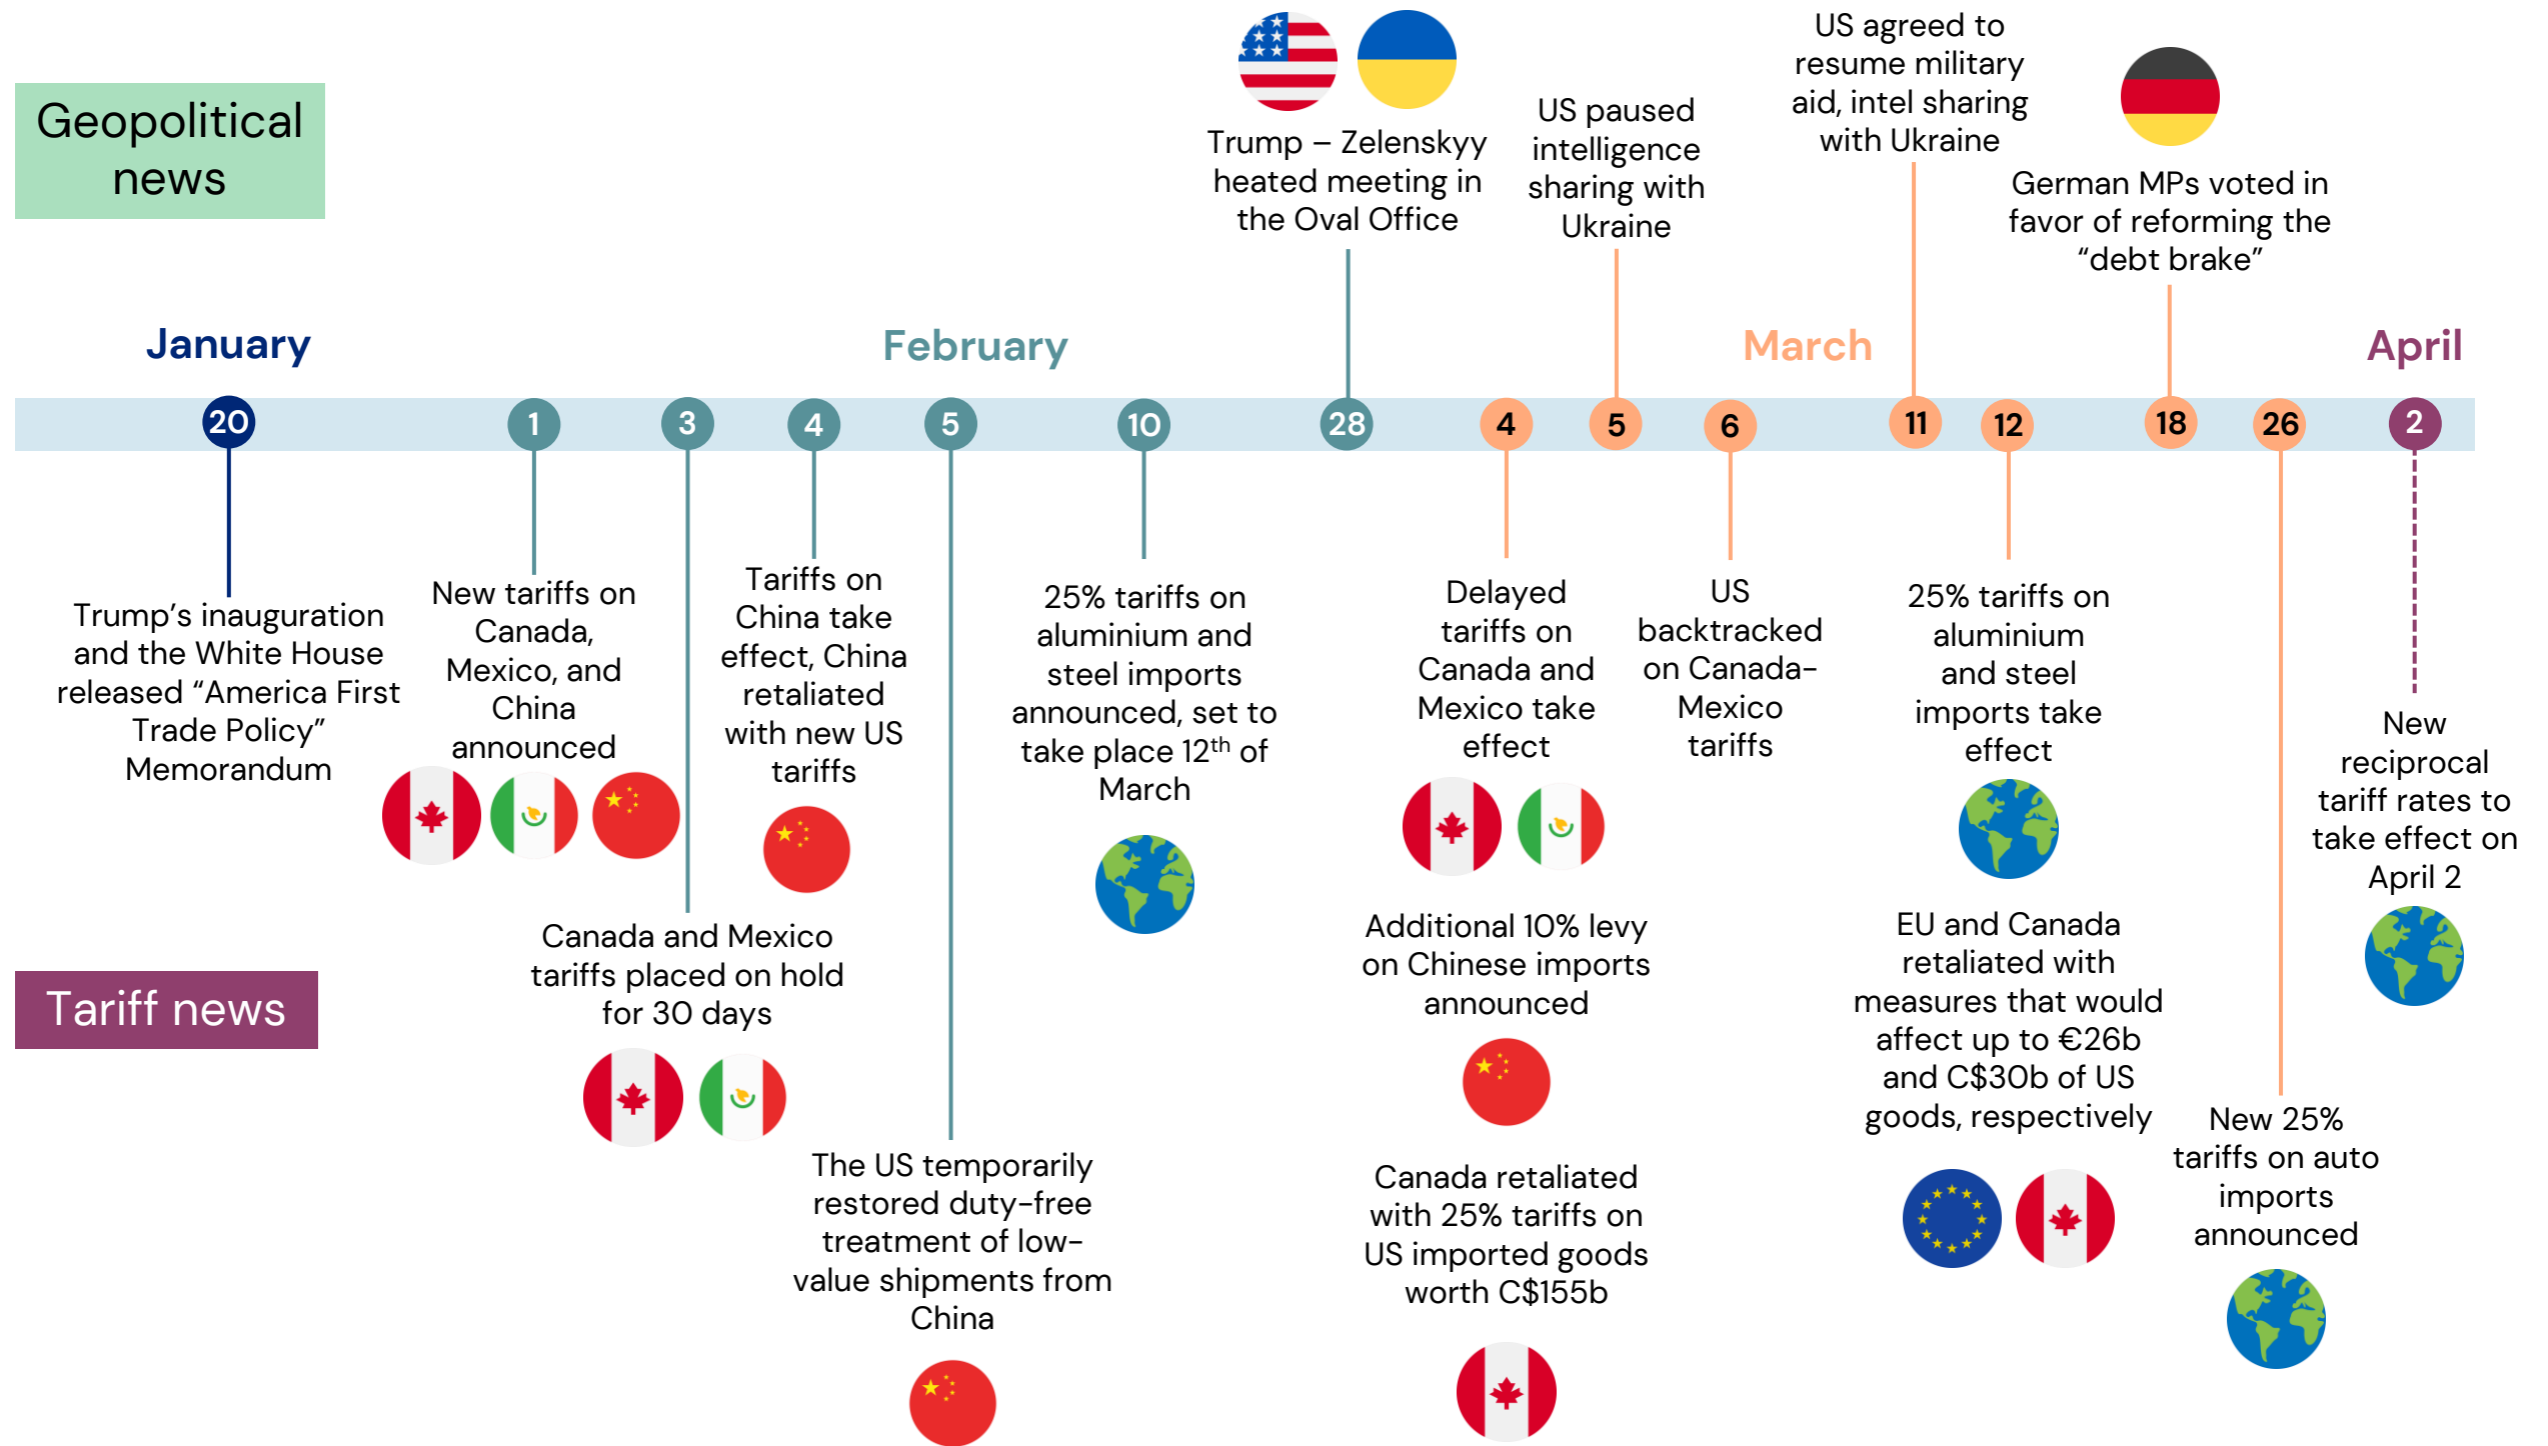 Geopolitical
news
Trump – Zelenskyy
heated meeting in
the Oval Office
US paused
intelligence
sharing with
Ukraine
US agreed to
resume military
aid, intel sharing
with Ukraine
German MPs voted in
favor of reforming the
“debt brake”
January
February
March
April
20
1
3
4
5
10
28
4
5
6
11
12
18
26
2
Trump’s inauguration
and the White House
released “America First
Trade Policy”
Memorandum
New tariffs on
Canada,
Mexico, and
China
announced
Canada and Mexico
tariffs placed on hold
for 30 days
Tariffs on
China take
effect, China
retaliated
with new US
tariffs
The US temporarily
restored duty-free
treatment of low-
value shipments from
China
25% tariffs on
aluminium and
steel imports
announced, set to
take place 12th of
March
Delayed
tariffs on
Canada and
Mexico take
effect
Additional 10% levy
on Chinese imports
announced
Canada retaliated
with 25% tariffs on
US imported goods
worth C$155b
US
backtracked
on Canada-
Mexico
tariffs
25% tariffs on
aluminium
and steel
imports take
effect
EU and Canada
retaliated with
measures that would
affect up to €26b
and C$30b of US
goods, respectively
New 25%
tariffs on auto
imports
announced
New
reciprocal
tariff rates to
take effect on
April 2
Tariff news